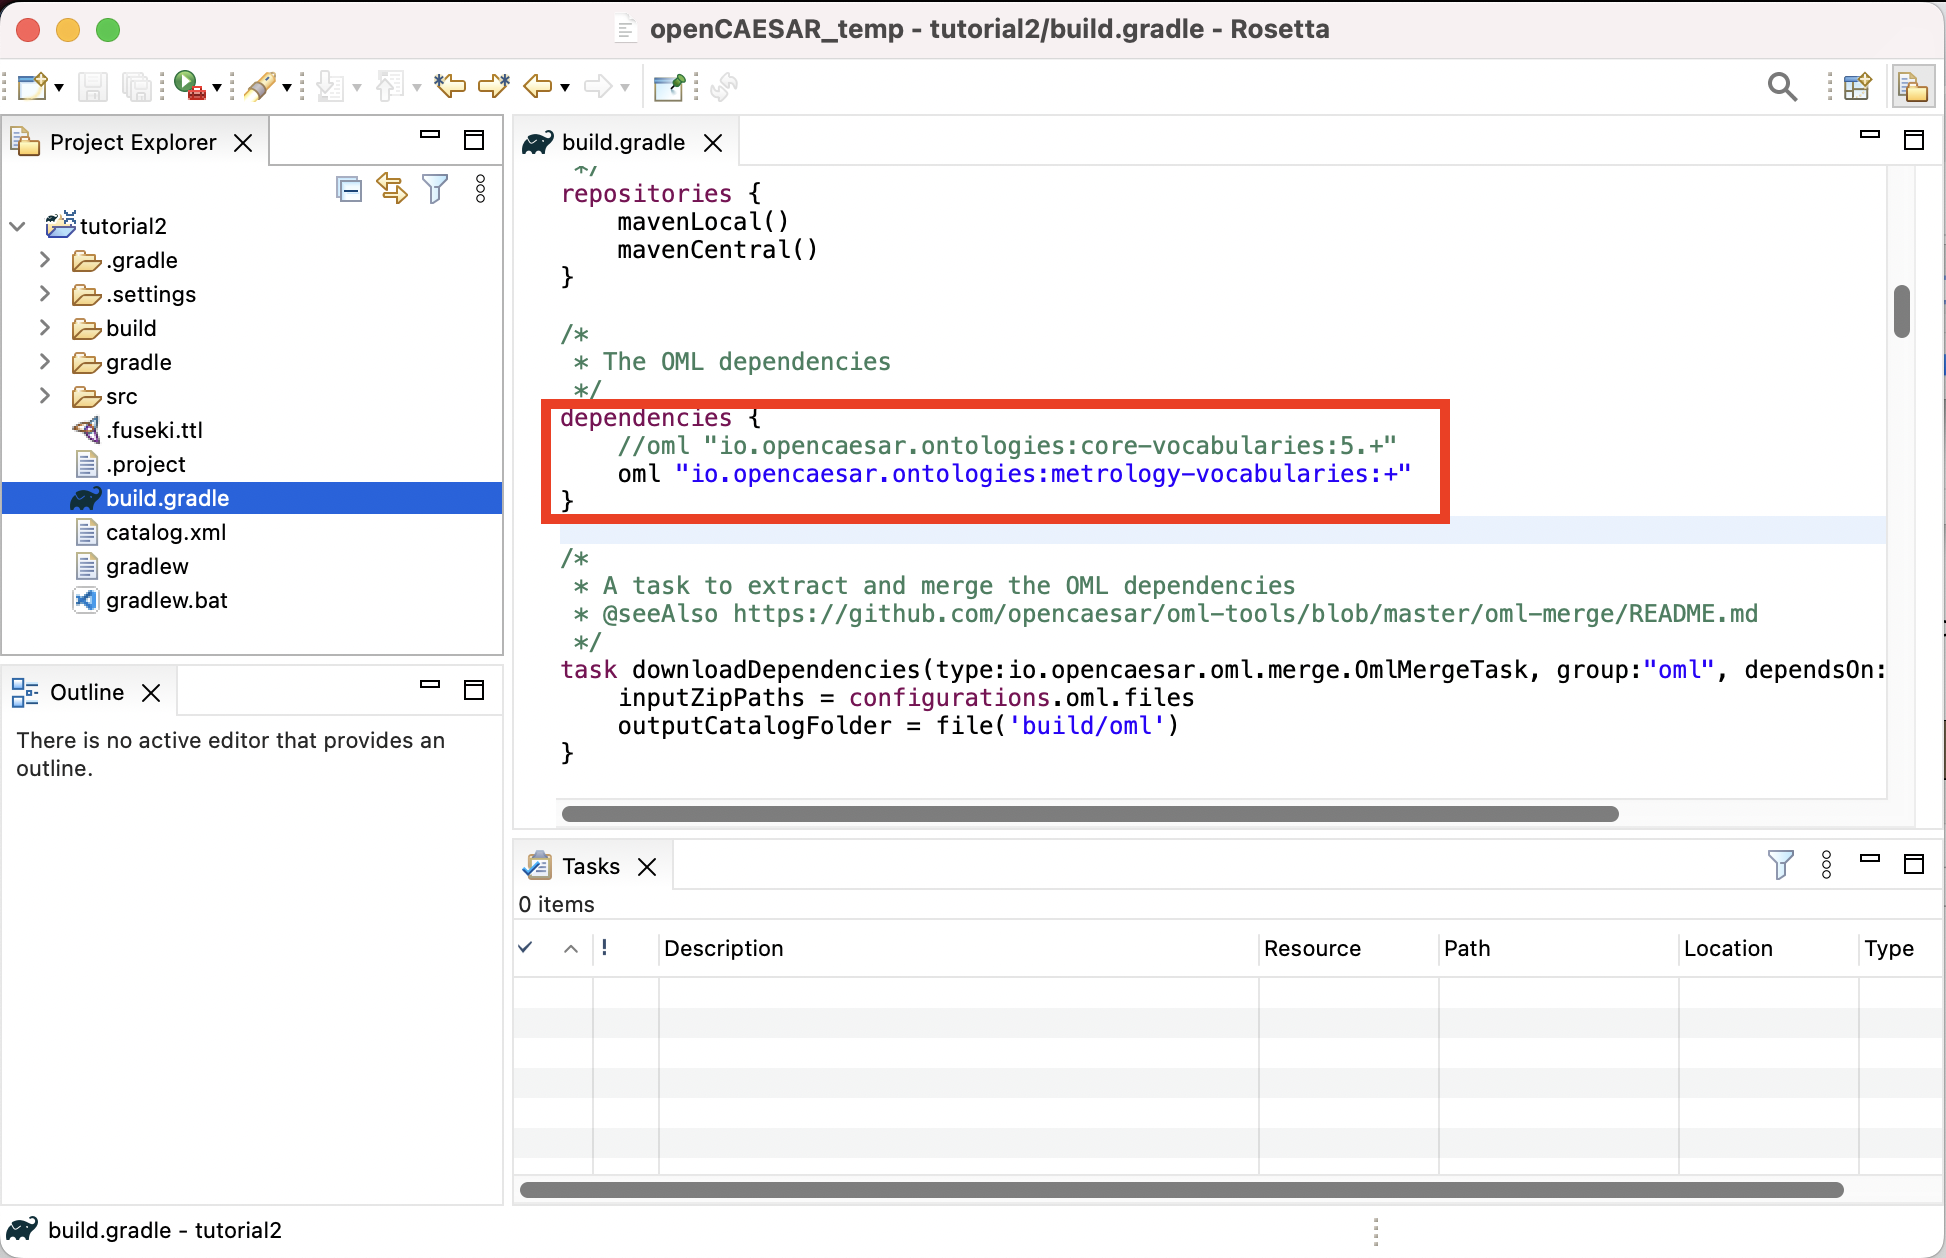 openCAESAR_temp - tutorial2/build.gradle - Rosetta
Project Explorer
tutorial2
.gradle
.settings
build
gradle
src
.fuseki.ttl
.project
build.gradle
catalog.xml
gradlew
gradlew.bat
Outline
There is no active editor that provides an
outline.
build.gradle
*/
repositories {
mavenLocal()
mavenCentral()
}
/*
* The OML dependencies
*/
dependencies {
//oml "io.opencaesar.ontologies:core-vocabularies:5.+"
oml "io.opencaesar.ontologies:metrology-vocabularies:+"
}
/*
* A task to extract and merge the OML dependencies
* @seeAlso https://github.com/opencaesar/oml-tools/blob/master/oml-merge/README.md
*/
task downloadDependencies(type:io.opencaesar.oml.merge.OmlMergeTask, group:"oml", dependsOn:
inputZipPaths = configurations.oml.files
outputCatalogFolder = file('build/oml')
}
Tasks
0 items
! Description Resource Path Location Type
build.gradle - tutorial2